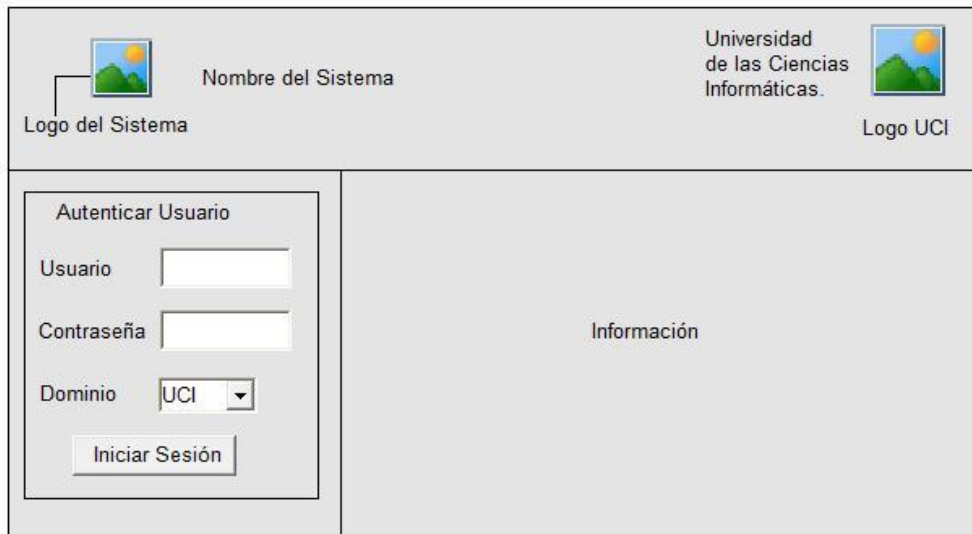 Nombre del Sistema
Logo del Sistema
Universidad
de las Ciencias
Informáticas.
Logo UCI
Autenticar Usuario
Usuario
Contraseña
Dominio
UCI
Iniciar Sesión
Información